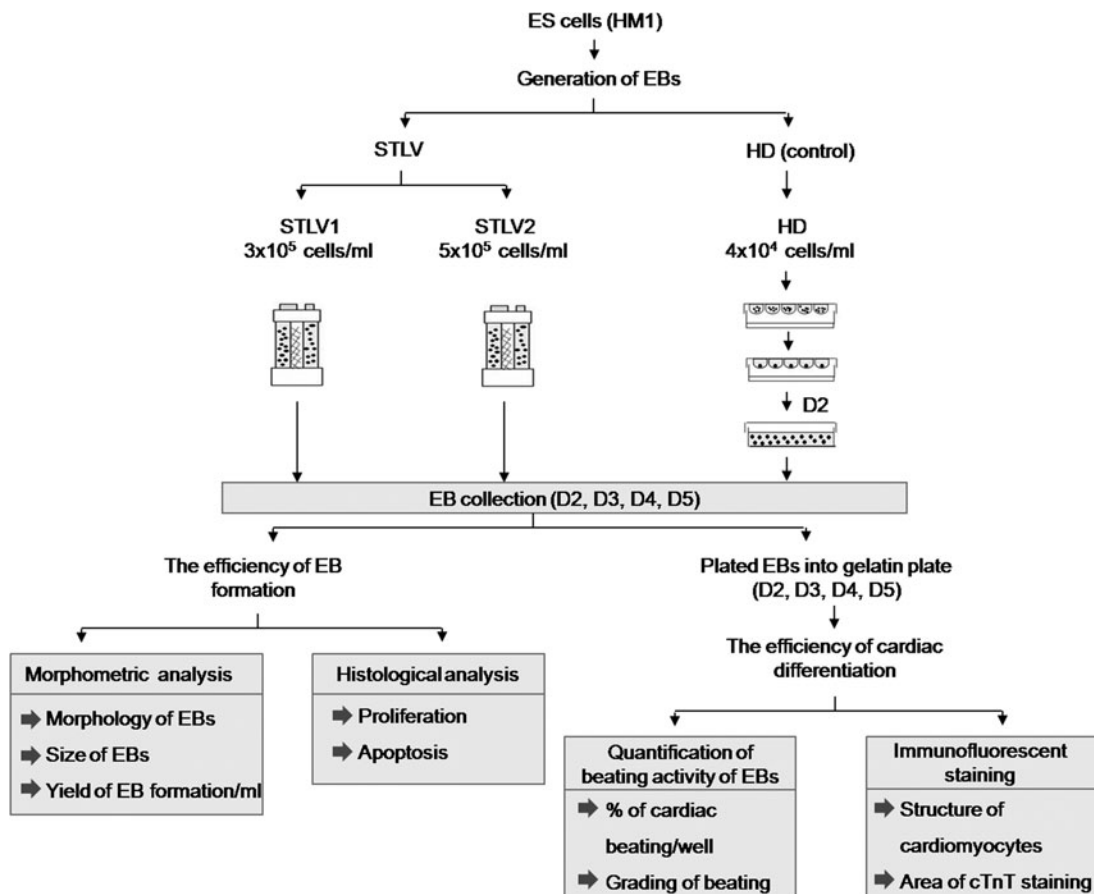 ES cells (HM1)
Generation of EBs
STLV
HD (control)
STLV1
3x10⁵ cells/ml
STLV2
5x10⁵ cells/ml
HD
4x10⁴ cells/ml
D2
EB collection (D2, D3, D4, D5)
The efficiency of EB
formation
Plated EBs into gelatin plate
(D2, D3, D4, D5)
The efficiency of cardiac
differentiation
Morphometric analysis
Morphology of EBs
Size of EBs
Yield of EB formation/ml
Histological analysis
Proliferation
Apoptosis
Quantification of
beating activity of EBs
% of cardiac
beating/well
Grading of beating
Immunofluorescent
staining
Structure of
cardiomyocytes
Area of cTnT staining